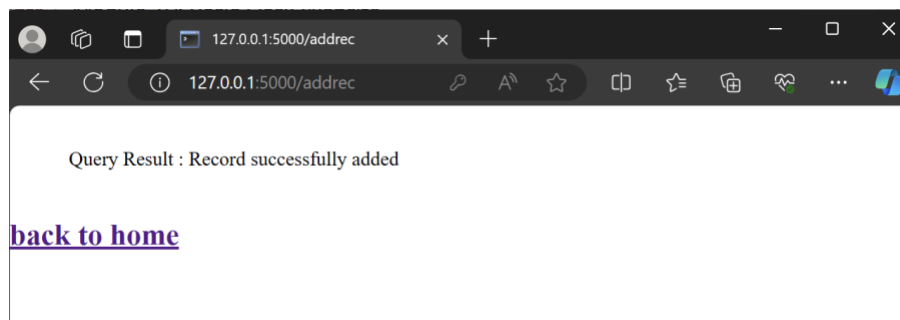 127.0.0.1:5000/addrec
127.0.0.1:5000/addrec
Query Result : Record successfully added
back to home